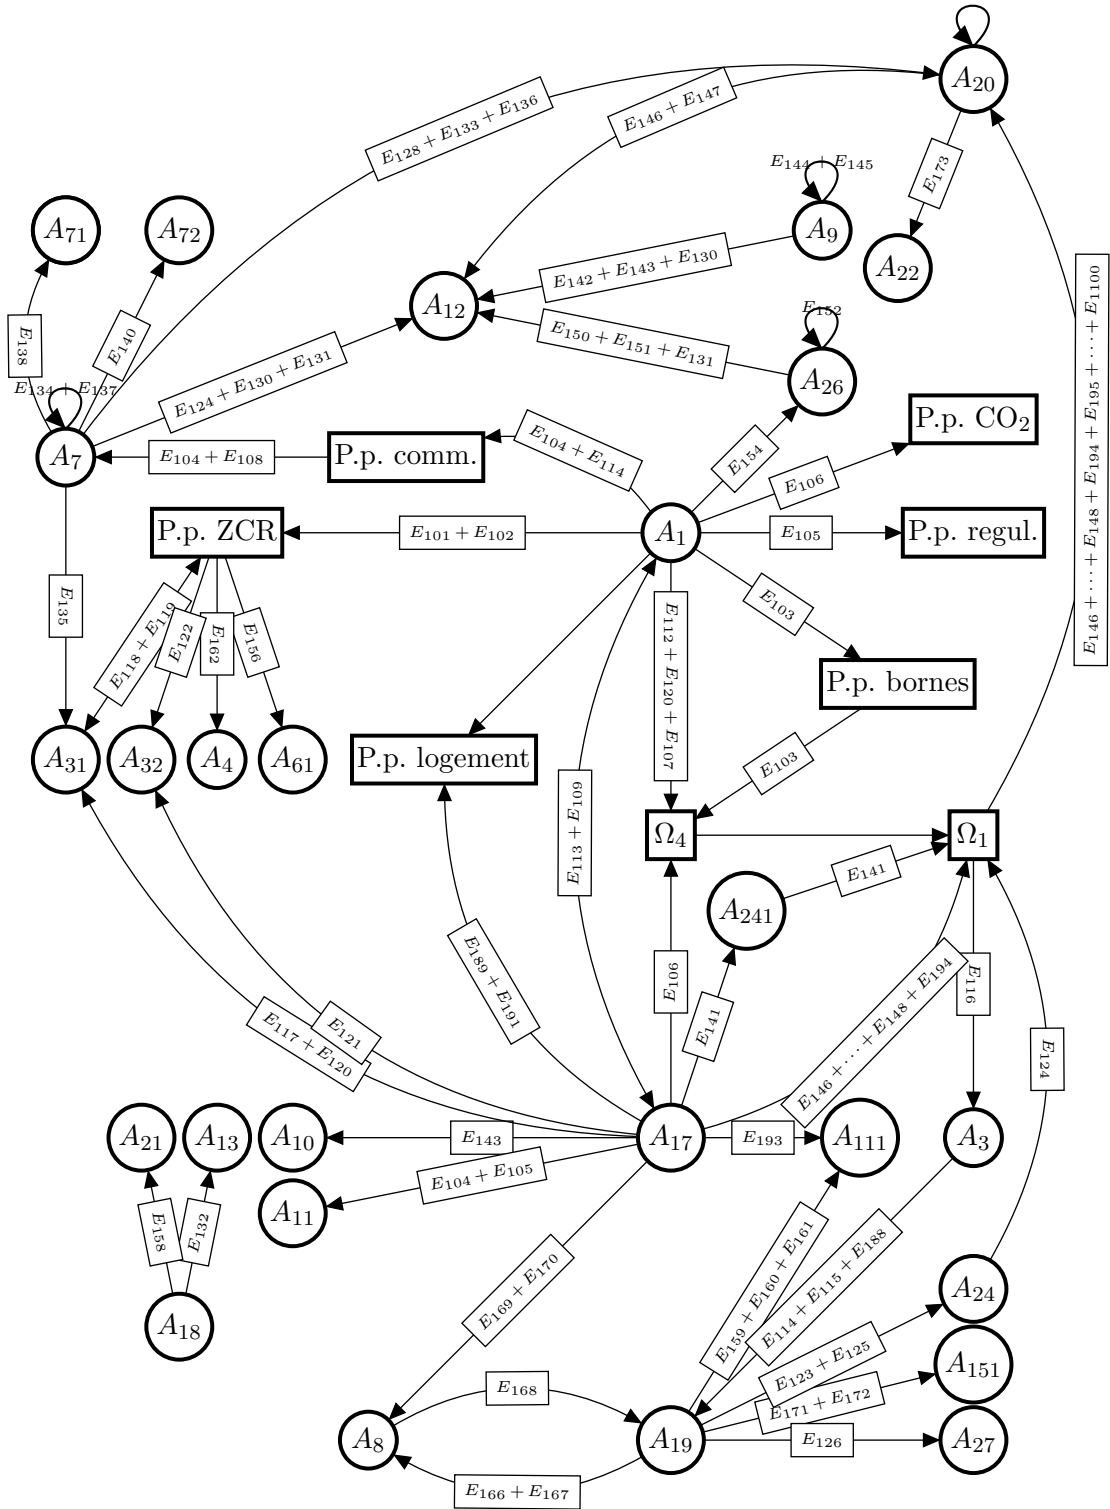 A₂₀
E₁₂₈ + E₁₃₃ + E₁₃₆
E₁₄₆ + E₁₄₇
E₁₇₃
E₁₄₄ + E₁₄₅
A₇₁
A₇₂
A₉
A₂₂
E₁₄₂ + E₁₄₃ + E₁₃₀
A₁₂
E₁₅₂
E₁₅₀ + E₁₅₁ + E₁₃₁
E₁₃₈
E₁₄₀
E₁₂₄ + E₁₃₀ + E₁₃₁
E₁₃₄ + E₁₃₇
A₂₆
E₁₄₆ + ⋯ + E₁₄₈ + E₁₉₄ + E₁₉₅ + ⋯ + E₁₁₀₀
P.p. CO₂
A₇
E₁₀₄ + E₁₀₈
P.p. comm.
E₁₀₄ + E₁₁₄
E₁₅₄
E₁₀₆
P.p. ZCR
E₁₀₁ + E₁₀₂
A₁
E₁₀₅
P.p. regul.
E₁₃₅
E₁₁₈ + E₁₁₉
E₁₂₂
E₁₆₂
E₁₅₆
E₁₁₂ + E₁₂₀ + E₁₀₇
E₁₀₃
P.p. bornes
A₃₁
A₃₂
A₄
A₆₁
P.p. logement
E₁₀₃
E₁₁₃ + E₁₀₉
Ω₄
Ω₁
E₁₄₁
A₂₄₁
E₁₈₉ + E₁₉₁
E₁₀₆
E₁₄₁
E₁₄₆ + ⋯ + E₁₄₈ + E₁₉₄
E₁₁₆
E₁₁₇ + E₁₂₀
E₁₂₁
E₁₂₄
A₂₁
A₁₃
A₁₀
E₁₄₃
A₁₇
E₁₉₃
A₁₁₁
A₃
E₁₀₄ + E₁₀₅
A₁₁
E₁₅₈
E₁₃₂
E₁₆₉ + E₁₇₀
E₁₅₉ + E₁₆₀ + E₁₆₁
E₁₁₄ + E₁₁₅ + E₁₈₈
A₂₄
A₁₈
E₁₂₃ + E₁₂₅
A₁₅₁
E₁₆₈
E₁₇₁ + E₁₇₂
A₈
A₁₉
E₁₂₆
A₂₇
E₁₆₆ + E₁₆₇